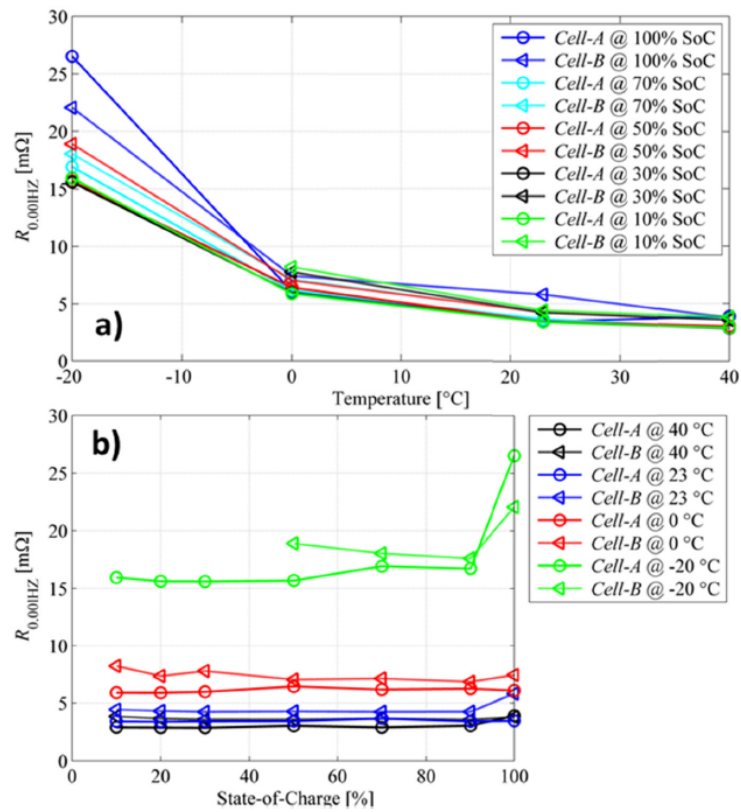 30
25
20
15
10
5
0
R0.001HZ [mΩ]
Cell-A @ 100% SoC
Cell-B @ 100% SoC
Cell-A @ 70% SoC
Cell-B @ 70% SoC
Cell-A @ 50% SoC
Cell-B @ 50% SoC
Cell-A @ 30% SoC
Cell-B @ 30% SoC
Cell-A @ 10% SoC
Cell-B @ 10% SoC
a)
-20 -10 0 10 20 30 40
Temperature [°C]
30
25
20
15
10
5
0
R0.001HZ [mΩ]
b)
Cell-A @ 40 °C
Cell-B @ 40 °C
Cell-A @ 23 °C
Cell-B @ 23 °C
Cell-A @ 0 °C
Cell-B @ 0 °C
Cell-A @ -20 °C
Cell-B @ -20 °C
0 20 40 60 80 100
State-of-Charge [%]